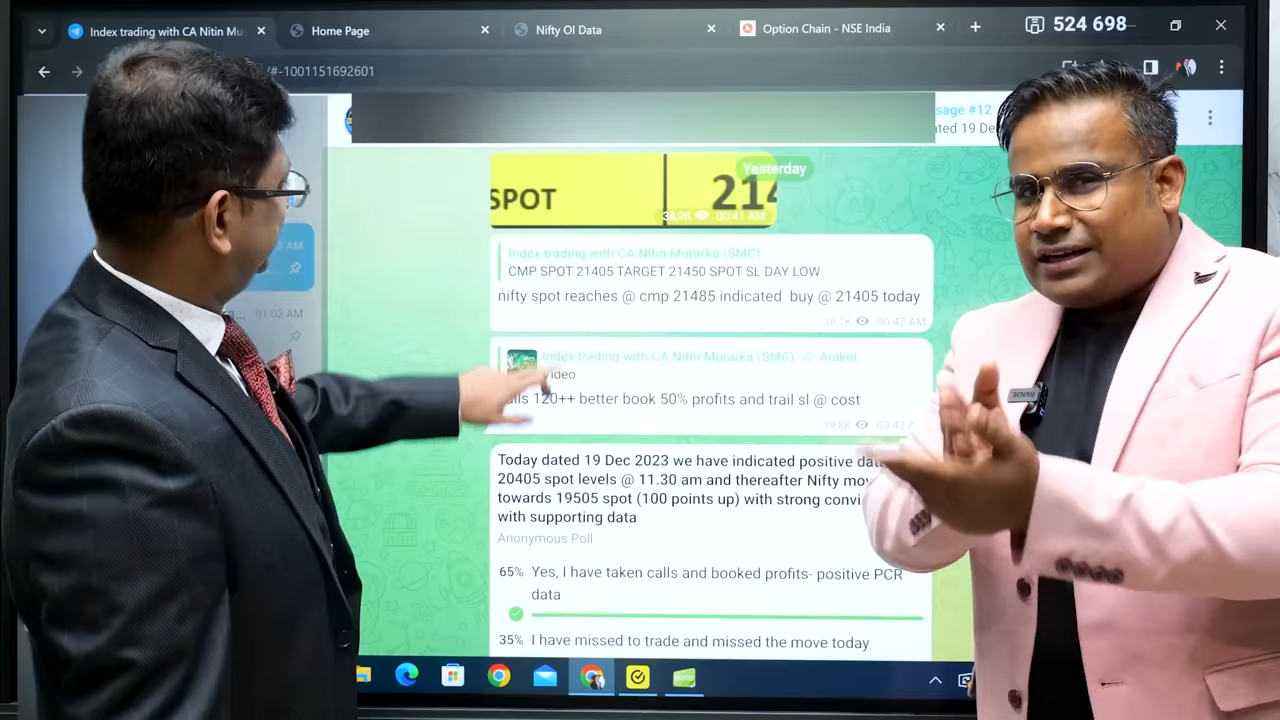 Index trading with CA Nitin Mu
Home Page
Nifty OI Data
Option Chain - NSE India
524 698
/#-1001151692601
sage #12
ted 19 De
Yesterday
SPOT
214
38.9K 00:41 AM
Index trading with CA Nitin Murarka (SMC)
CMP SPOT 21405 TARGET 21450 SPOT SL DAY LOW
nifty spot reaches @ cmp 21485 indicated buy @ 21405 today
38.7K 00:42 AM
AM
01:02 AM
Index trading with CA Nitin Murarka (SMC) Aniket
ideo
120++ better book 50% profits and trail sl @ cost
39.8K 00:42 A
Today dated 19 Dec 2023 we have indicated positive dat
20405 spot levels @ 11.30 am and thereafter Nifty mov
towards 19505 spot (100 points up) with strong convi
with supporting data
Anonymous Poll
65% Yes, I have taken calls and booked profits- positive PCR
data
35% I have missed to trade and missed the move today